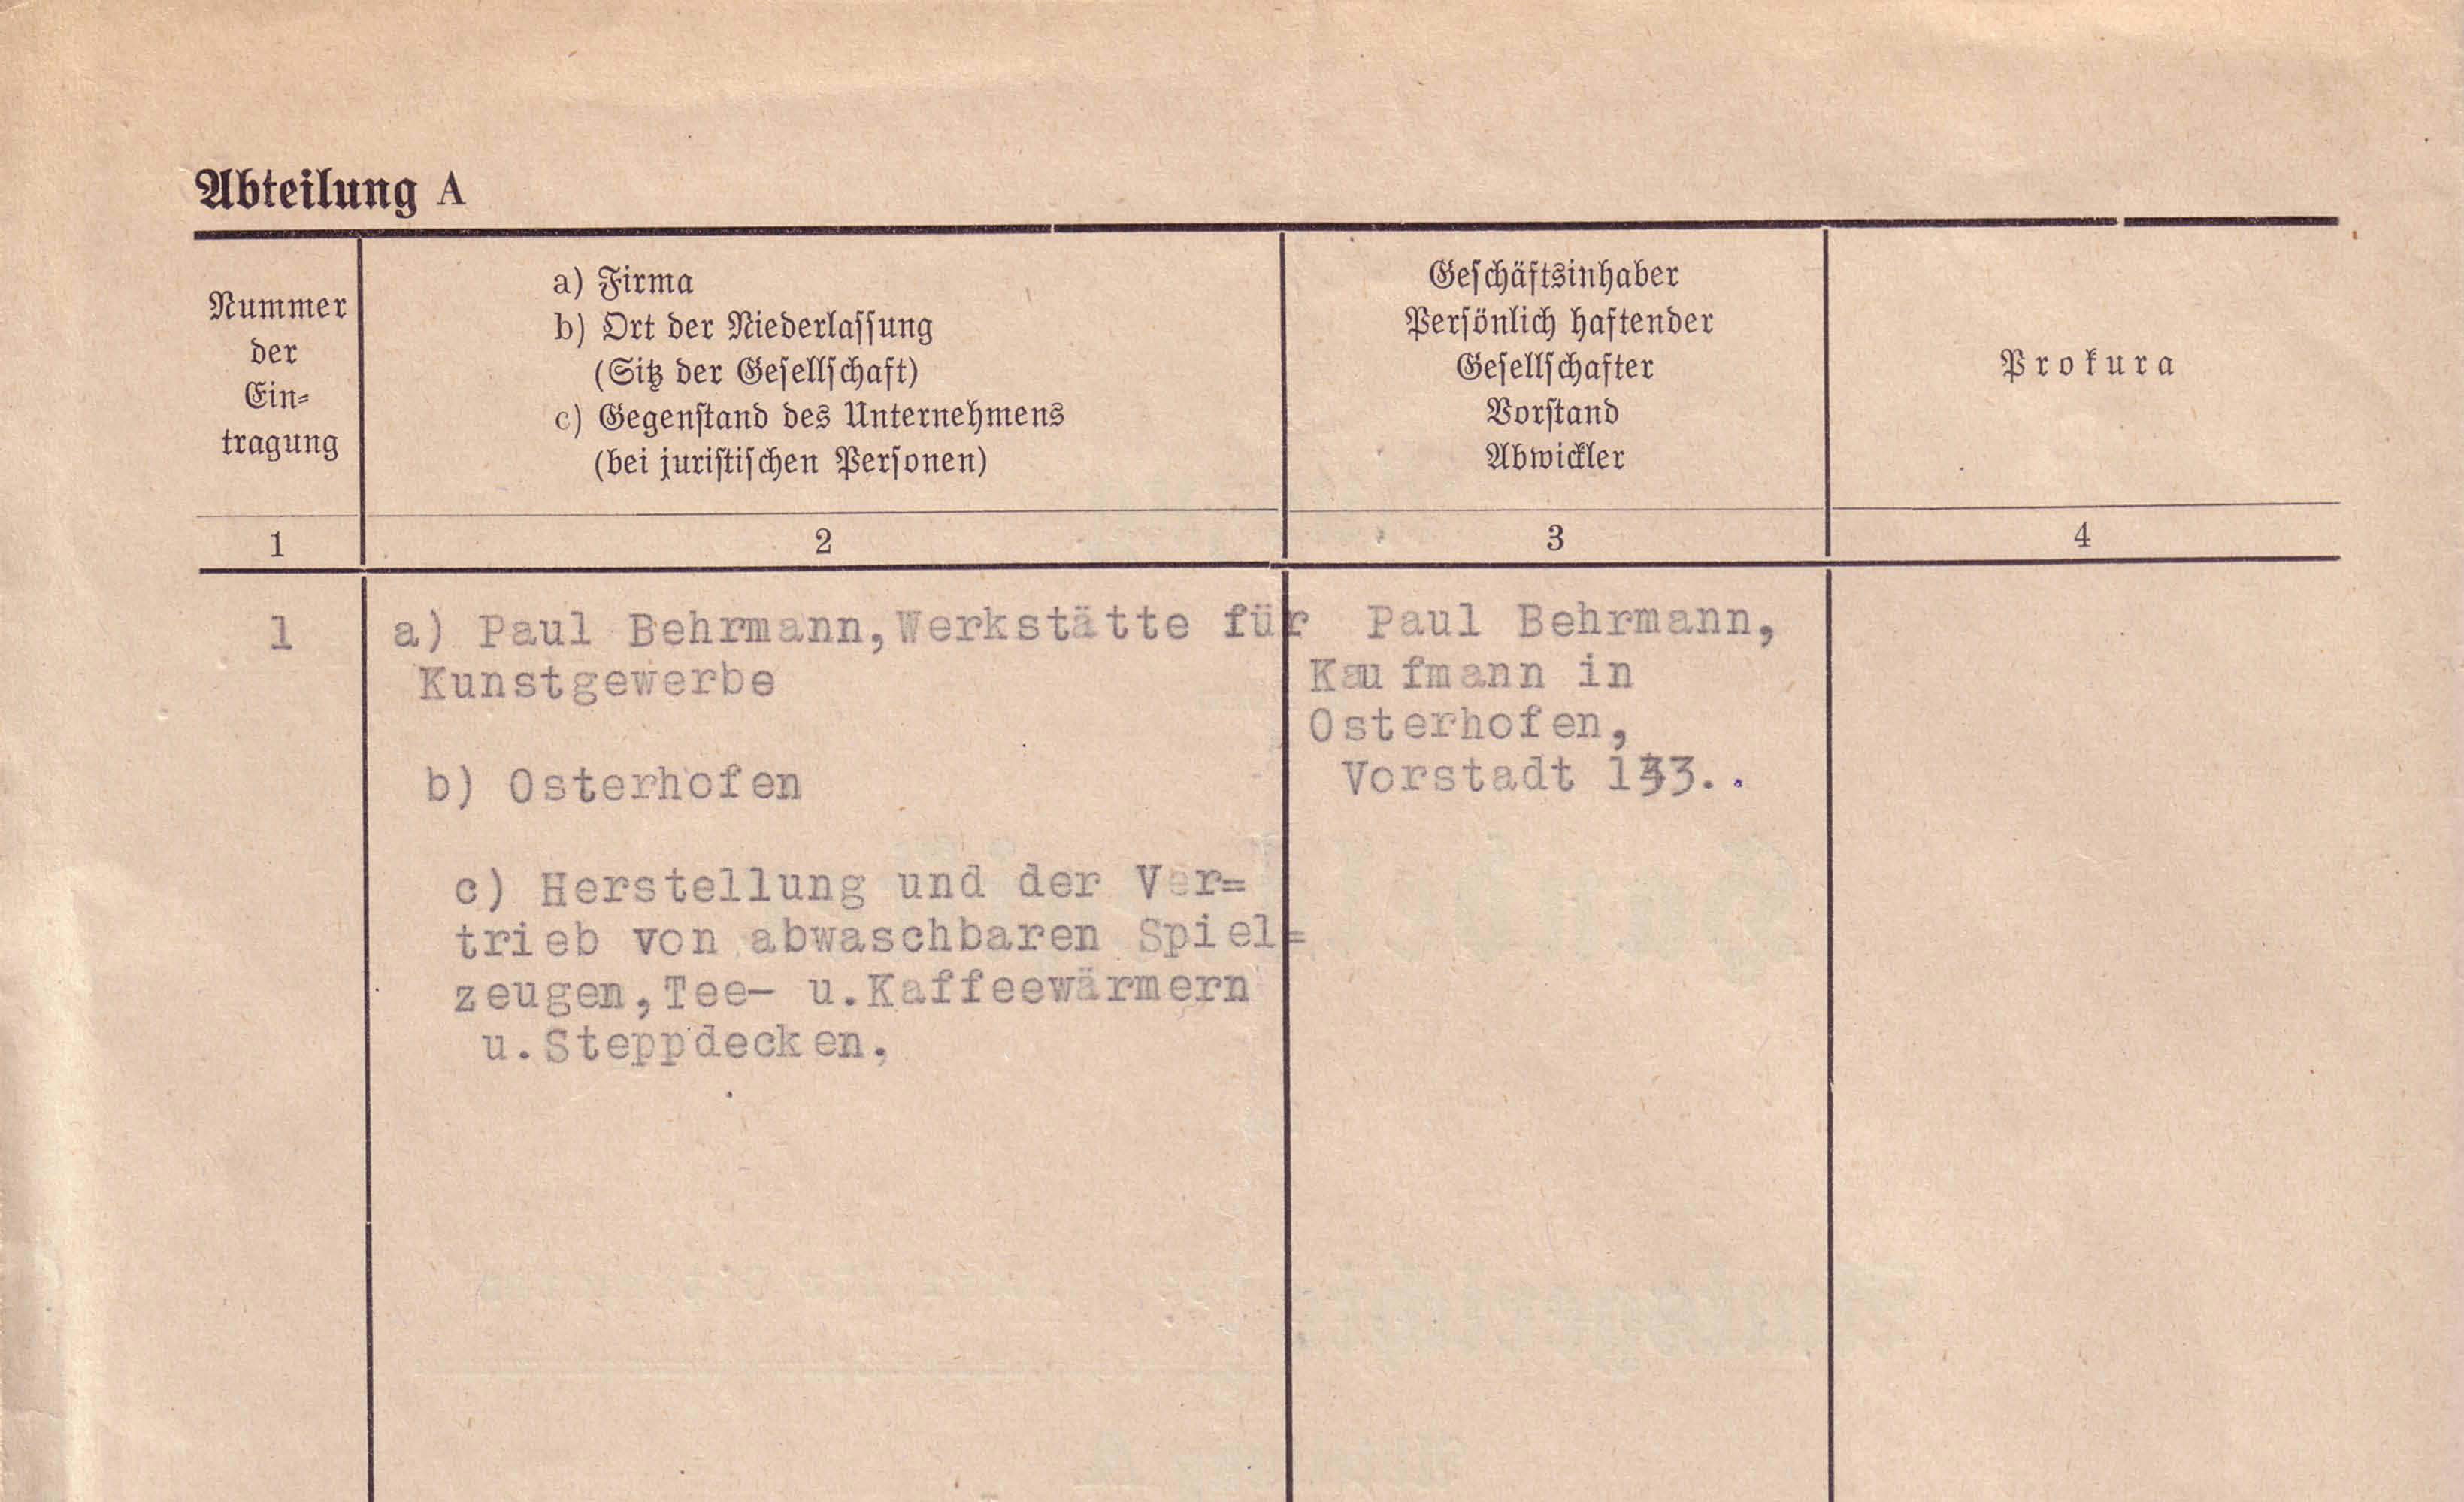 Abteilung A
Nummer
der
Ein=
tragung
a) Firma
b) Ort der Niederlassung
(Sitz der Gesellschaft)
c) Gegenstand des Unternehmens
(bei juristischen Personen)
Geschäftsinhaber
Persönlich haftender
Gesellschafter
Vorstand
Abwickler
Prokura
1
2
3
4
1
a) Paul Behrmann,Werkstätte für
Kunstgewerbe
b) Osterhofen
c) Herstellung und der Ver=
trieb von abwaschbaren Spiel=
zeugen,Tee- u.Kaffeewärmern
u.Steppdecken.
Paul Behrmann,
Kaufmann in
Osterhofen,
Vorstadt